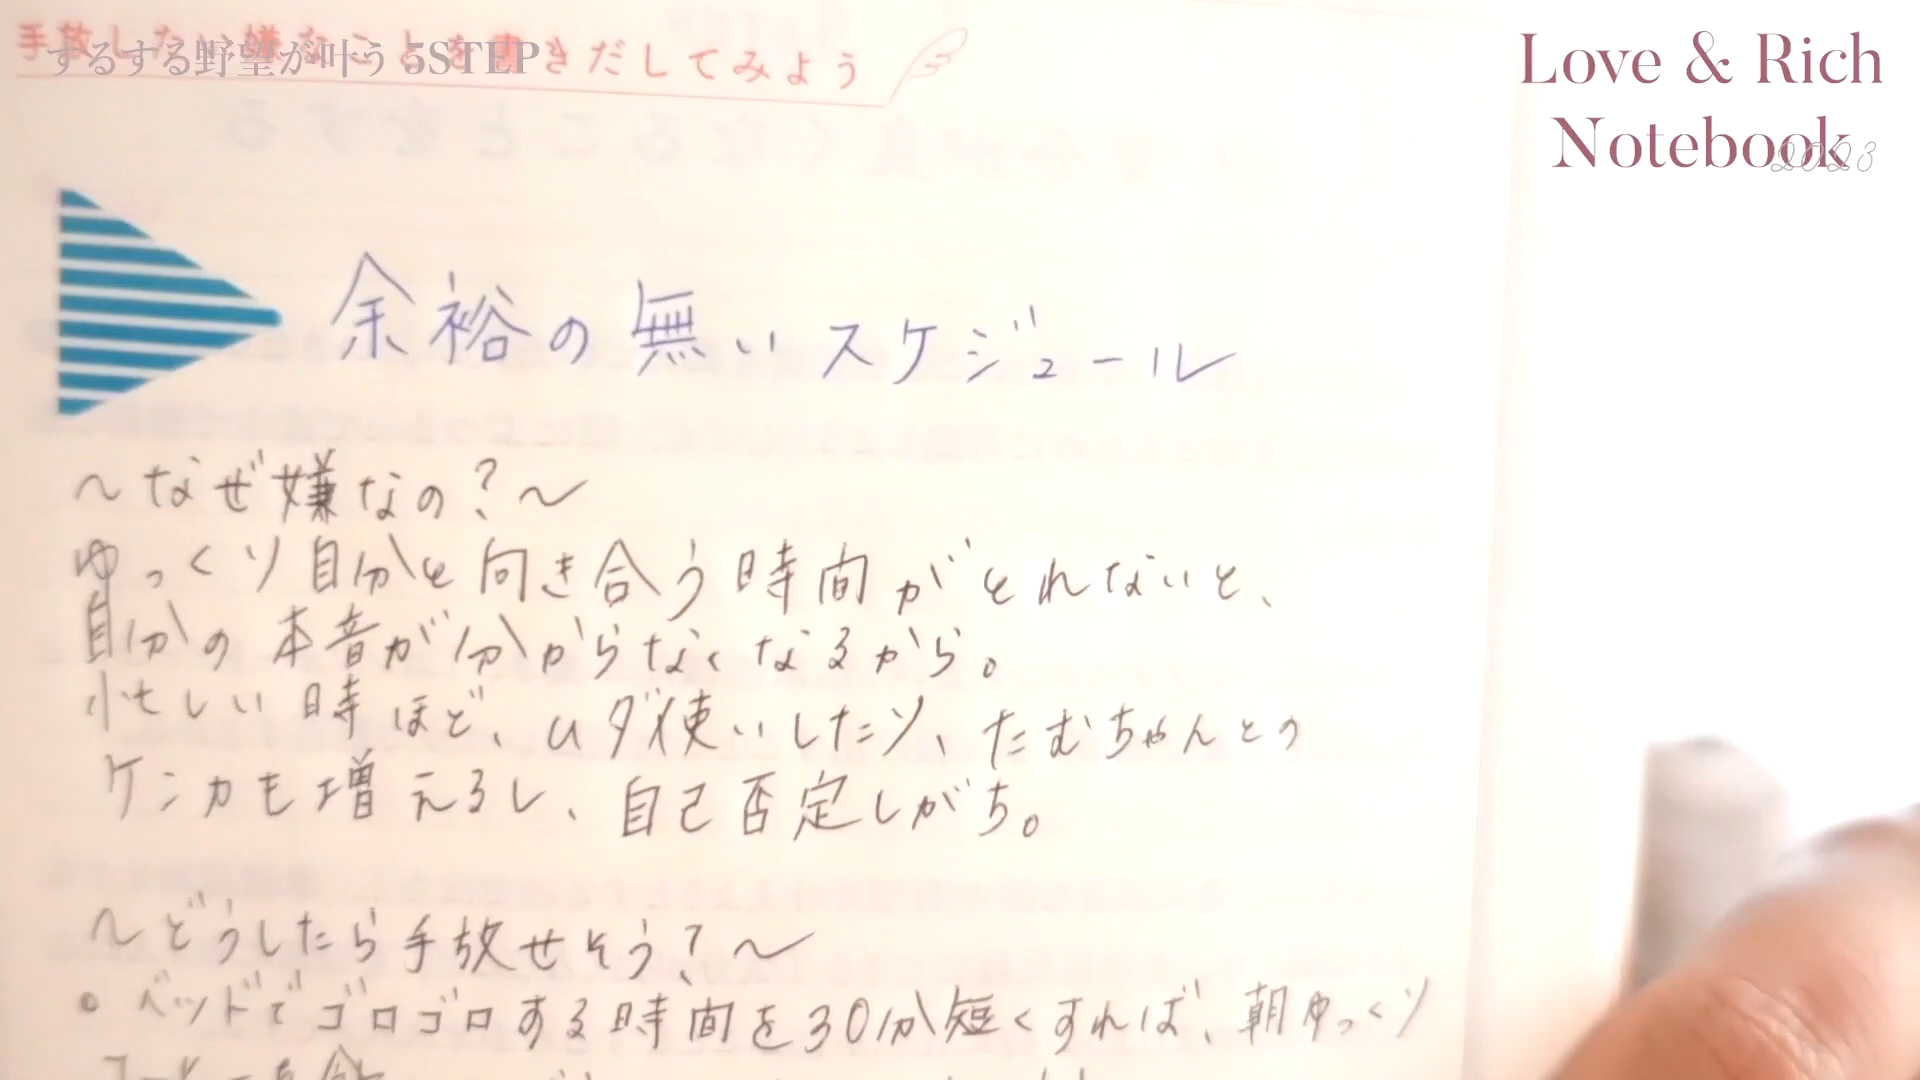 手放したい嫌なことを書きだしてみよう
するする野望が叶う 5STEP
Love & Rich
Notebook
2023
余裕の無いスケジュール
〜なぜ嫌なの?〜
ゆっくり自分と向き合う時間がとれないと、
自分の本音が分からなくなるから。
忙しい時ほど、ムダ使いしたり、たむちゃんとの
ケンカも増えるし、自己否定しがち。
〜どうしたら手放せそう?〜
• ベッドでゴロゴロする時間を30分短くすれば、朝ゆっくり